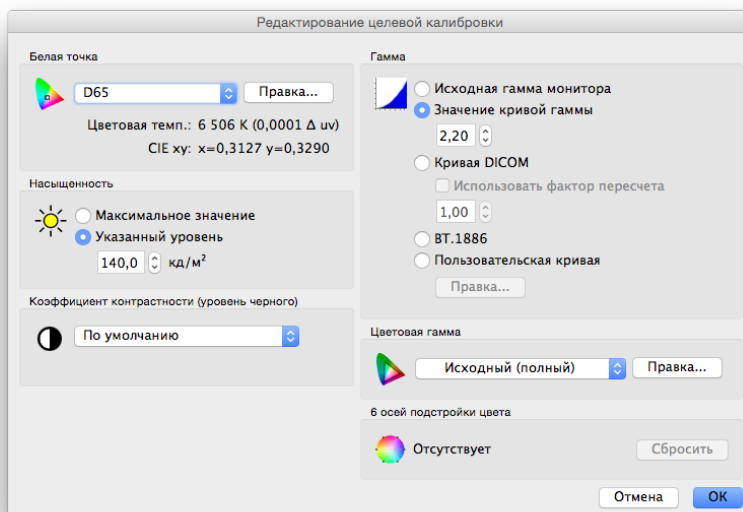 Редактирование целевой калибровки
Белая точка
D65
Правка...
Цветовая темп.: 6 506 K (0,0001 Δ uv)
CIE xy: x=0,3127 y=0,3290
Насыщенность
Максимальное значение
Указанный уровень
140,0 кд/м²
Коэффициент контрастности (уровень черного)
По умолчанию
Гамма
Исходная гамма монитора
Значение кривой гаммы
2,20
Кривая DICOM
Использовать фактор пересчета
1,00
BT.1886
Пользовательская кривая
Правка...
Цветовая гамма
Исходный (полный)
Правка...
6 осей подстройки цвета
Отсутствует
Сбросить
Отмена
OK